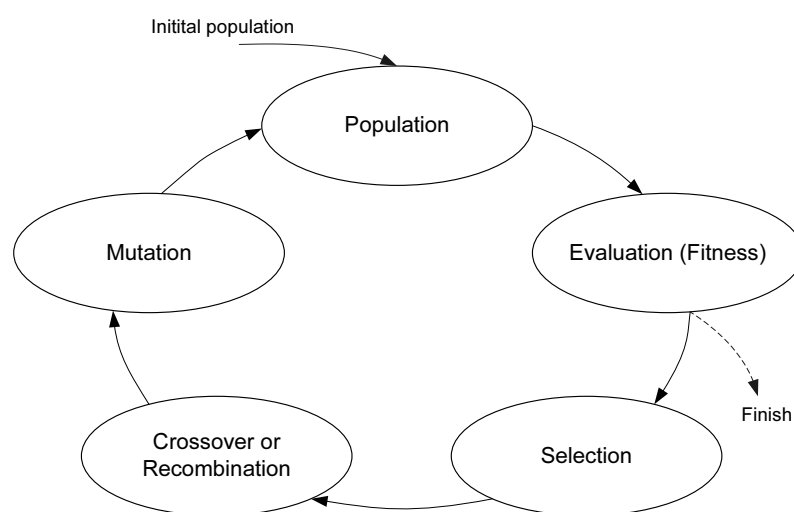 Initital population
Population
Mutation
Evaluation (Fitness)
Finish
Crossover or
Recombination
Selection